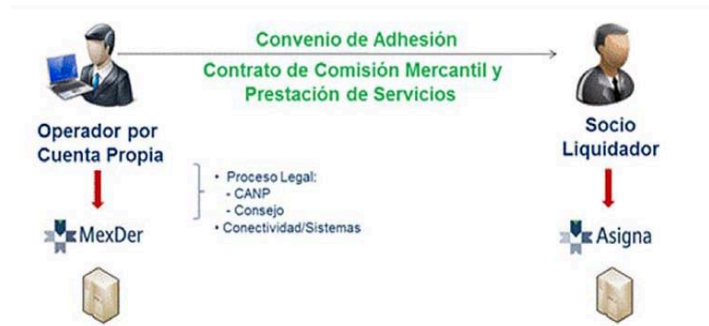 Convenio de Adhesión
Contrato de Comisión Mercantil y
Prestación de Servicios
Operador por
Cuenta Propia
Socio
Liquidador
• Proceso Legal:
- CANP
- Consejo
• Conectividad/Sistemas
MexDer
Asigna